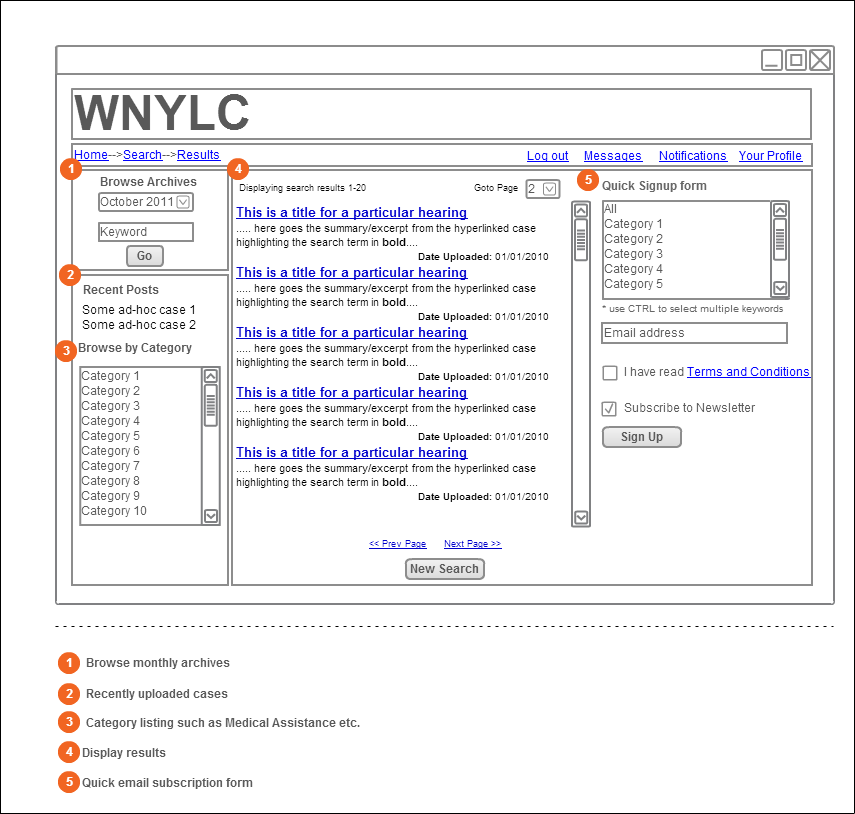 WNYLC
Home-->Search-->Results
Log out Messages Notifications Your Profile
1
Browse Archives
October 2011
Keyword
Go
2
Recent Posts
Some ad-hoc case 1
Some ad-hoc case 2
3
Browse by Category
Category 1
Category 2
Category 3
Category 4
Category 5
Category 6
Category 7
Category 8
Category 9
Category 10
4
Displaying search results 1-20
Goto Page 2
This is a title for a particular hearing
..... here goes the summary/excerpt from the hyperlinked case
highlighting the search term in bold....
Date Uploaded: 01/01/2010
This is a title for a particular hearing
..... here goes the summary/excerpt from the hyperlinked case
highlighting the search term in bold....
Date Uploaded: 01/01/2010
This is a title for a particular hearing
..... here goes the summary/excerpt from the hyperlinked case
highlighting the search term in bold....
Date Uploaded: 01/01/2010
This is a title for a particular hearing
..... here goes the summary/excerpt from the hyperlinked case
highlighting the search term in bold....
Date Uploaded: 01/01/2010
This is a title for a particular hearing
..... here goes the summary/excerpt from the hyperlinked case
highlighting the search term in bold....
Date Uploaded: 01/01/2010
<< Prev Page Next Page >>
New Search
5
Quick Signup form
All
Category 1
Category 2
Category 3
Category 4
Category 5
* use CTRL to select multiple keywords
Email address
I have read Terms and Conditions
Subscribe to Newsletter
Sign Up
1 Browse monthly archives
2 Recently uploaded cases
3 Category listing such as Medical Assistance etc.
4 Display results
5 Quick email subscription form